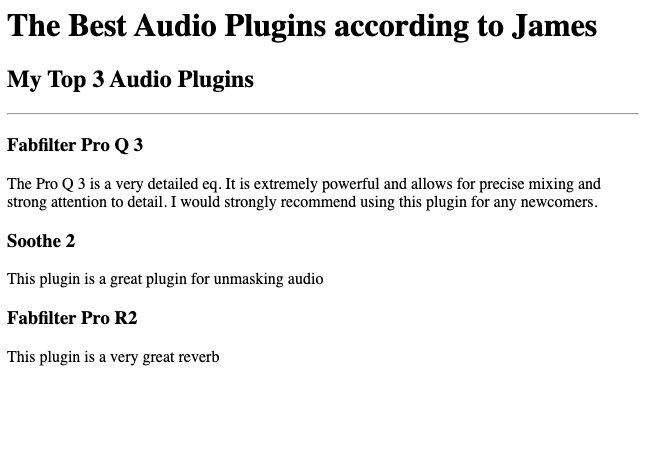 The Best Audio Plugins according to James
My Top 3 Audio Plugins
Fabfilter Pro Q 3
The Pro Q 3 is a very detailed eq. It is extremely powerful and allows for precise mixing and
strong attention to detail. I would strongly recommend using this plugin for any newcomers.
Soothe 2
This plugin is a great plugin for unmasking audio
Fabfilter Pro R2
This plugin is a very great reverb